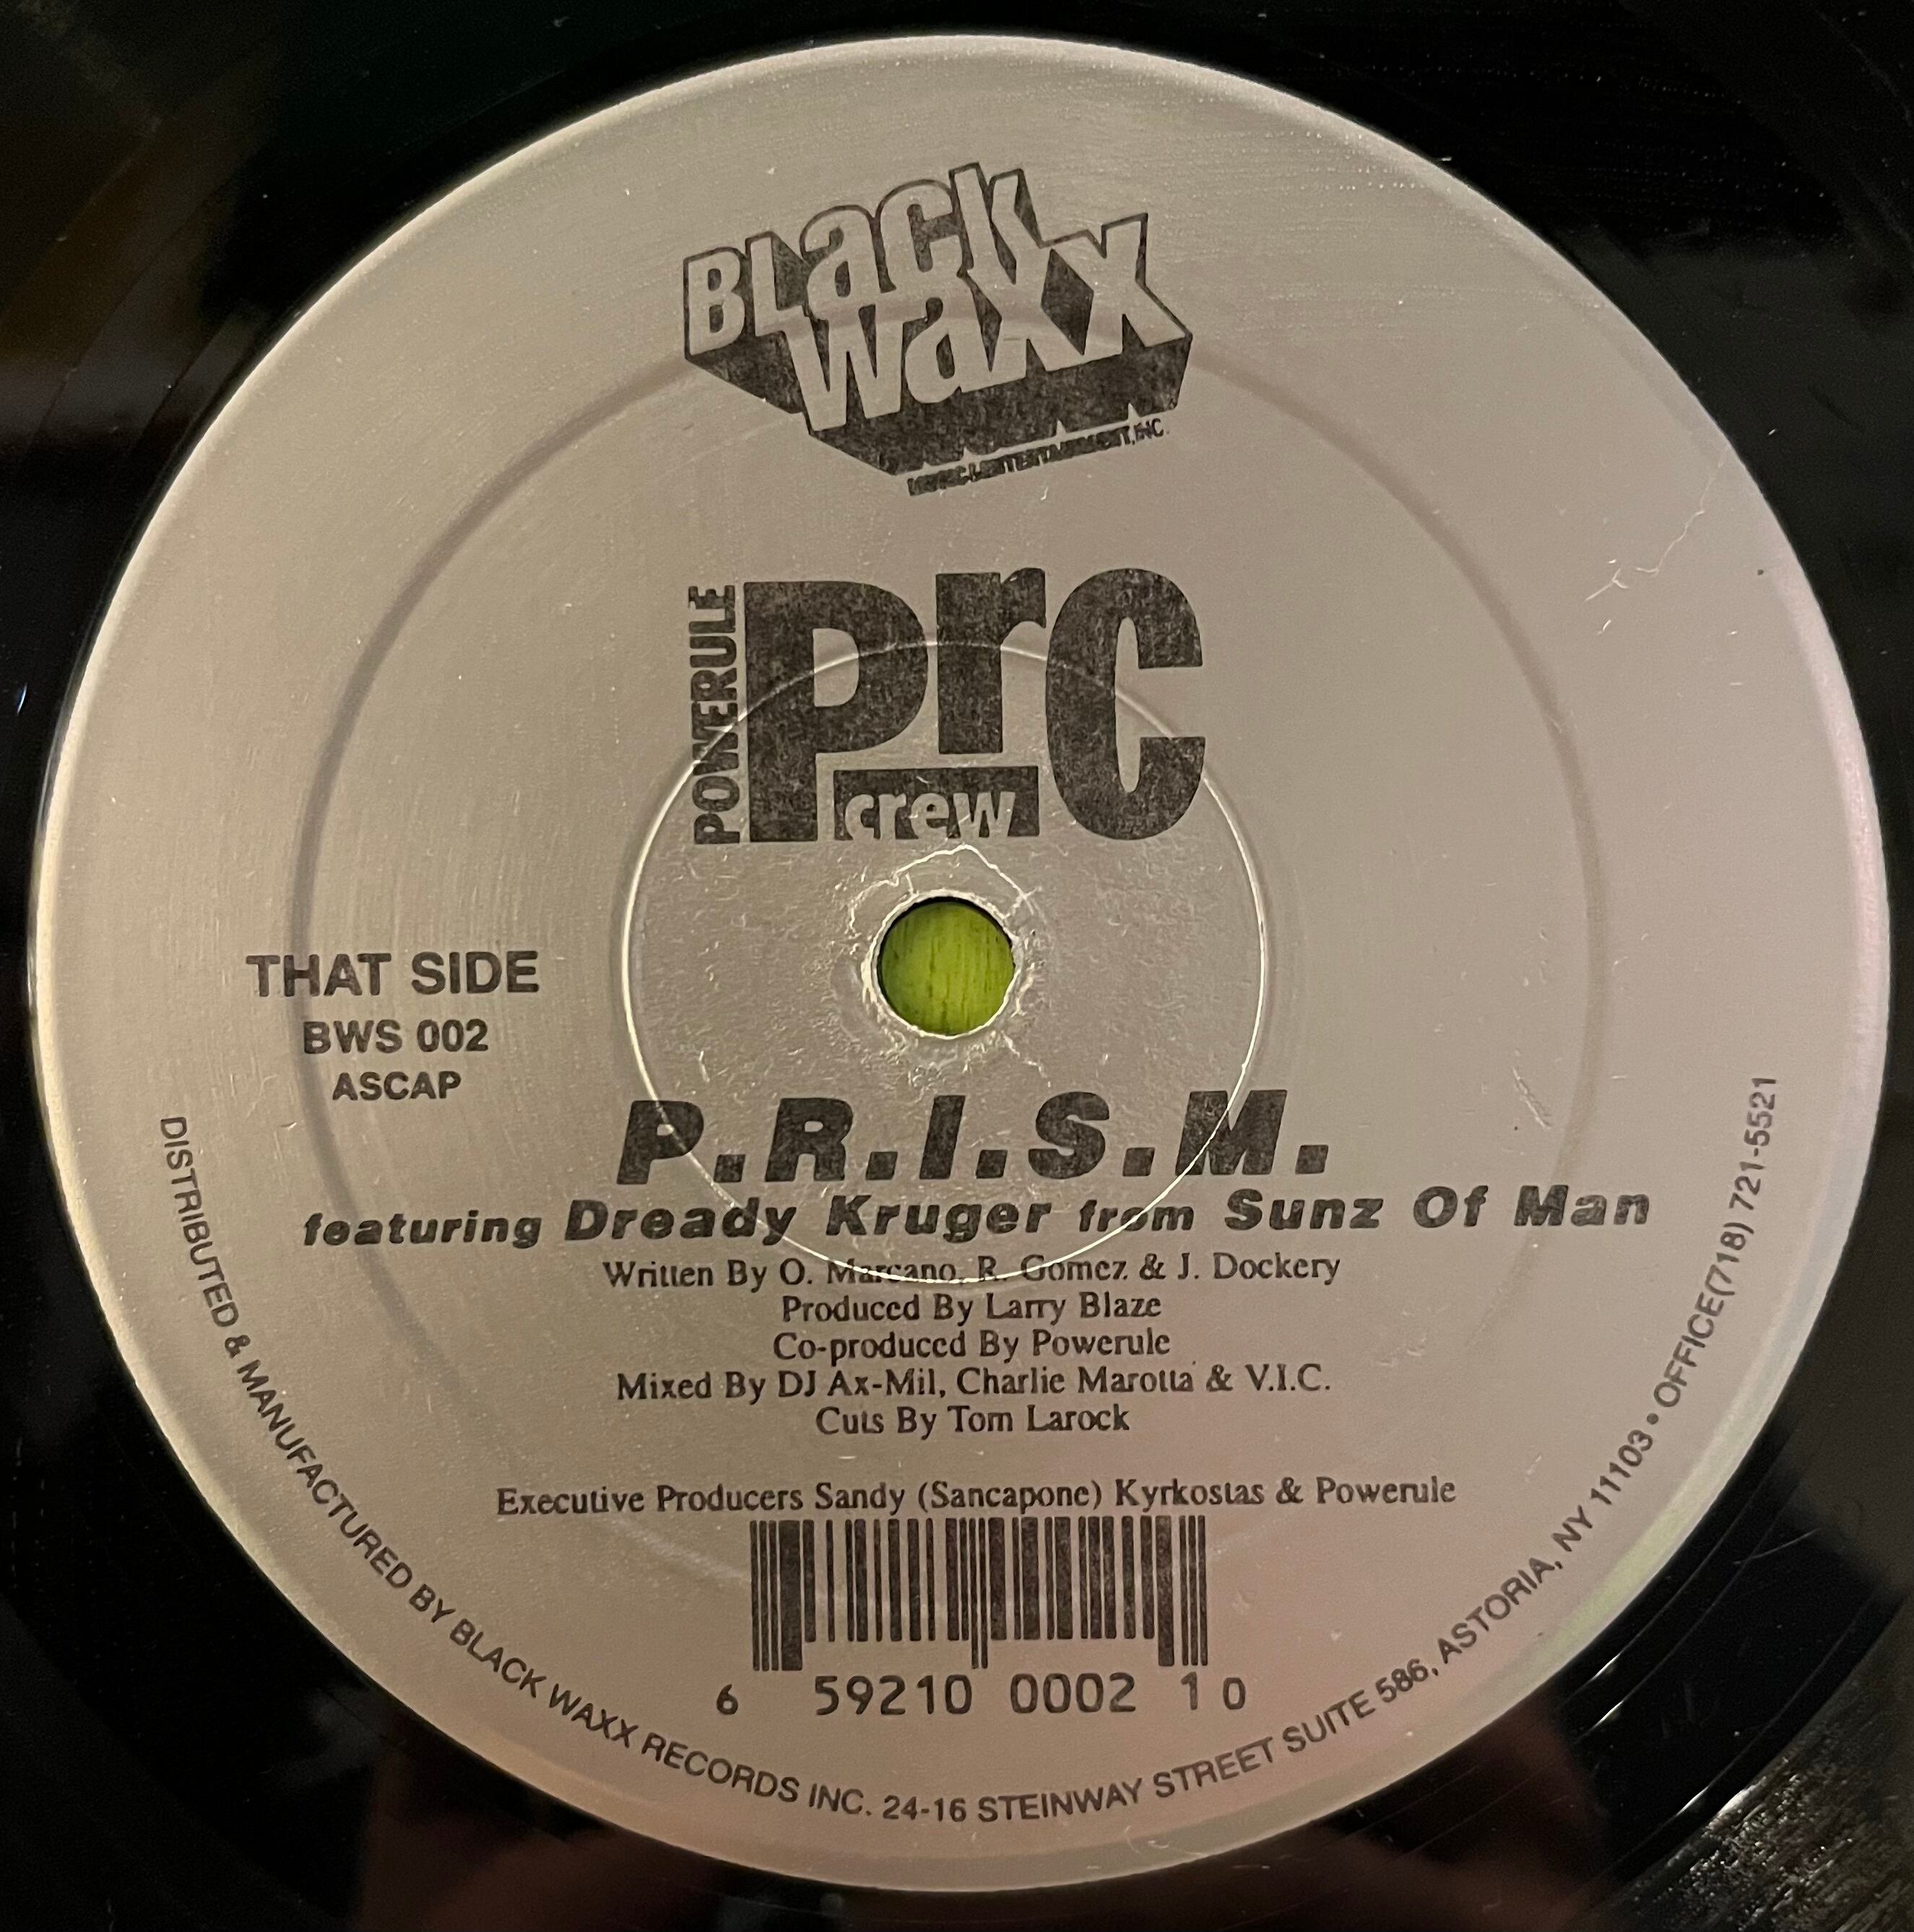 BLack
waxx
ENTERTAINMENT, INC.
POWERULE
prc
crew
THAT SIDE
BWS 002
ASCAP
P.R.I.S.M.
featuring Dready Kruger from Sunz Of Man
Written By O. Marcano, R. Gomez & J. Dockery
Produced By Larry Blaze
Co-produced By Powerule
Mixed By DJ Ax-Mil, Charlie Marotta & V.I.C.
Cuts By Tom Larock
Executive Producers Sandy (Sancapone) Kyrkostas & Powerule
6 59210 0002 1 0
DISTRIBUTED & MANUFACTURED BY BLACK WAXX RECORDS INC. 24-16 STEINWAY STREET SUITE 586, ASTORIA, NY 11103 • OFFICE(718) 721-5521